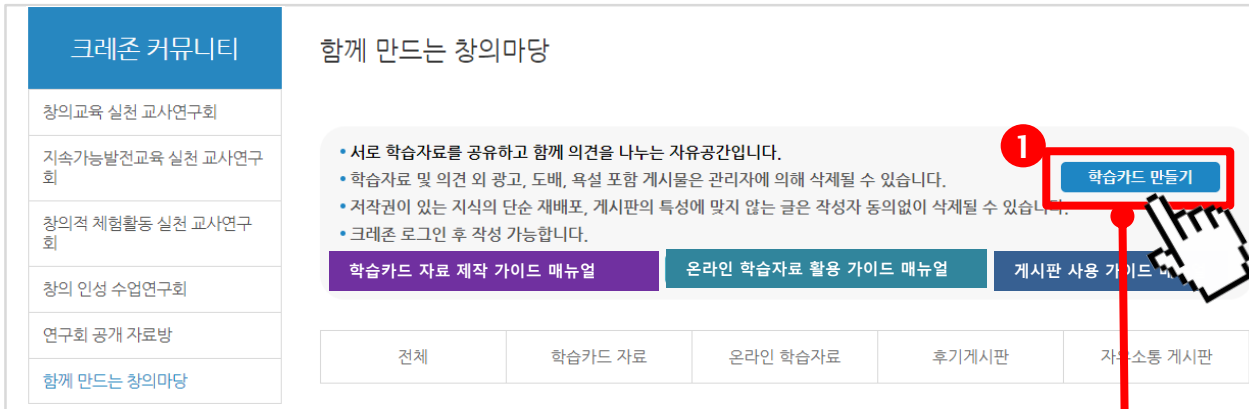 크레존 커뮤니티
창의교육 실천 교사연구회
지속가능발전교육 실천 교사연구
회
창의적 체험활동 실천 교사연구
회
창의 인성 수업연구회
연구회 공개 자료방
함께 만드는 창의마당
함께 만드는 창의마당
• 서로 학습자료를 공유하고 함께 의견을 나누는 자유공간입니다.
• 학습자료 및 의견 외 광고, 도배, 욕설 포함 게시물은 관리자에 의해 삭제될 수 있습니다.
• 저작권이 있는 지식의 단순 재배포, 게시판의 특성에 맞지 않는 글은 작성자 동의없이 삭제될 수 있습니다.
• 크레존 로그인 후 작성 가능합니다.
1
학습카드 만들기
학습카드 자료 제작 가이드 매뉴얼
온라인 학습자료 활용 가이드 매뉴얼
게시판 사용 가이드
전체
학습카드 자료
온라인 학습자료
후기게시판
자유소통 게시판